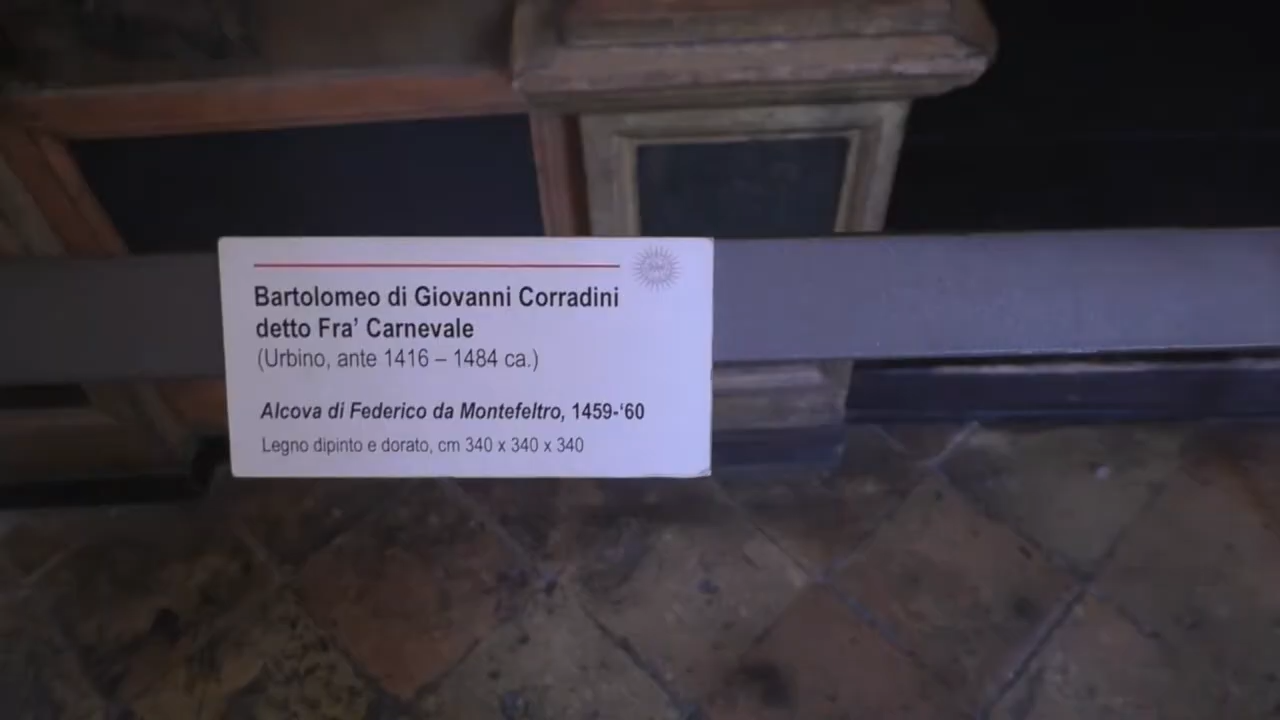 Bartolomeo di Giovanni Corradini
detto Fra’ Carnevale
(Urbino, ante 1416 – 1484 ca.)
Alcova di Federico da Montefeltro, 1459-‘60
Legno dipinto e dorato, cm 340 x 340 x 340